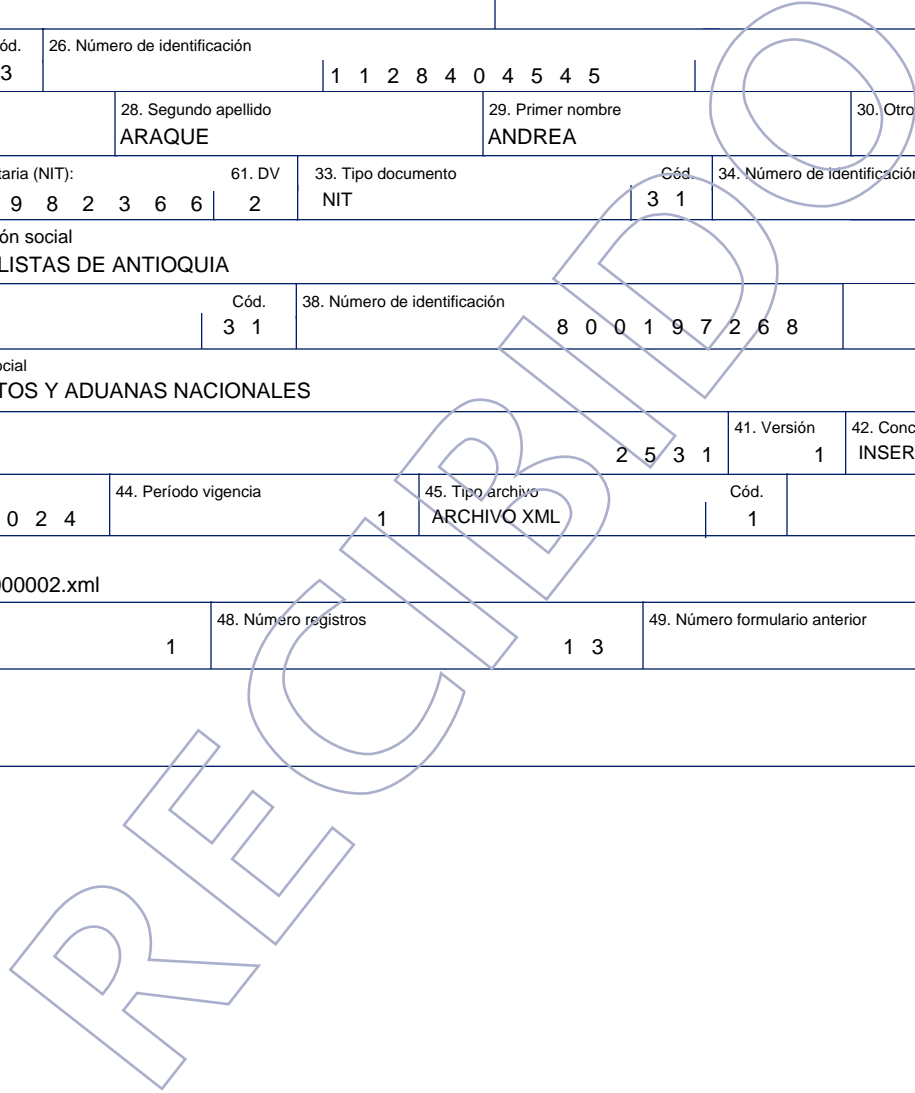 ód. 26. Número de identificación
3 1 1 2 8 4 0 4 5 4 5
28. Segundo apellido 29. Primer nombre 30. Otro
ARAQUE ANDREA
taria (NIT): 61. DV 33. Tipo documento Cód. 34. Número de identificación
9 8 2 3 6 6 2 NIT 3 1
ón social
LISTAS DE ANTIOQUIA
Cód. 38. Número de identificación
3 1 8 0 0 1 9 7 2 6 8
ocial
TOS Y ADUANAS NACIONALES
41. Versión 42. Conc
2 5 3 1 1 INSER
44. Período vigencia 45. Tipo archivo Cód.
0 2 4 1 ARCHIVO XML 1
000002.xml
48. Número registros 49. Número formulario anterior
1 1 3
RECIBIDO